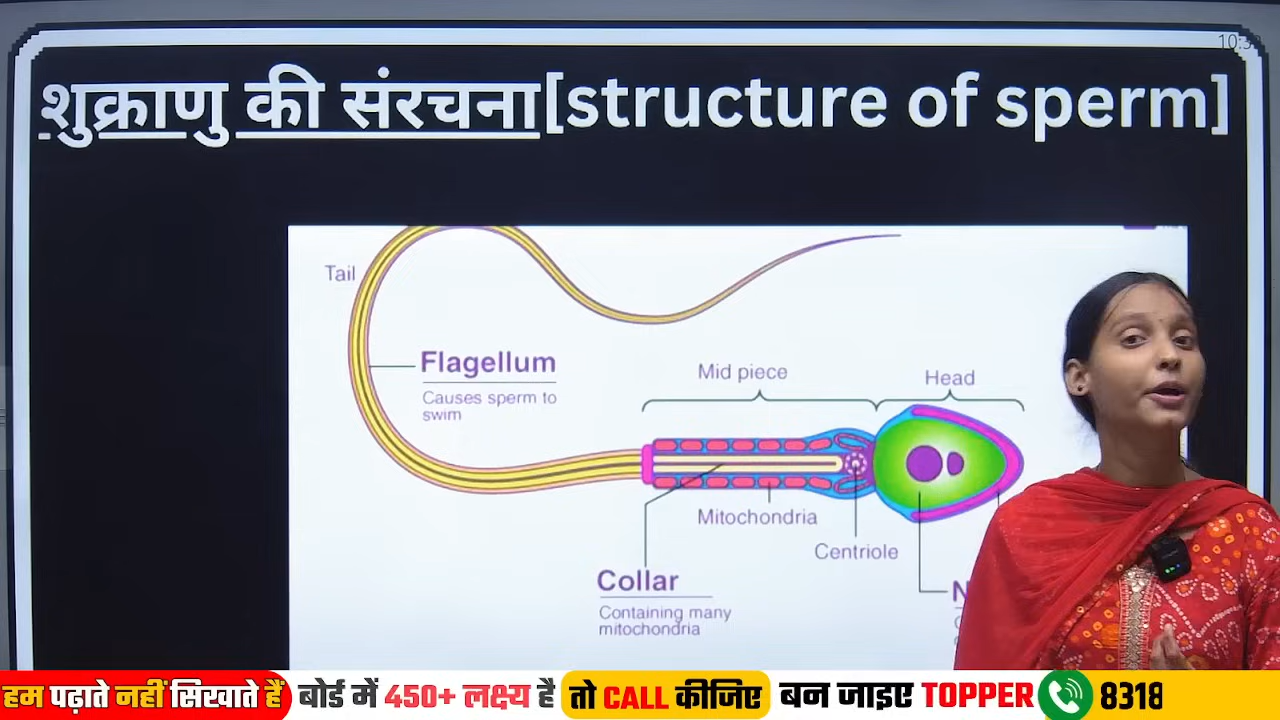 शुक्राणु की संरचना[structure of sperm]
Tail
Flagellum
Causes sperm to
swim
Mid piece
Head
Mitochondria
Centriole
Collar
Containing many
mitochondria
हम पढ़ाते नहीं सिखाते हैं बोर्ड में 450+ लक्ष्य है तो CALL कीजिए बन जाइए TOPPER 8318